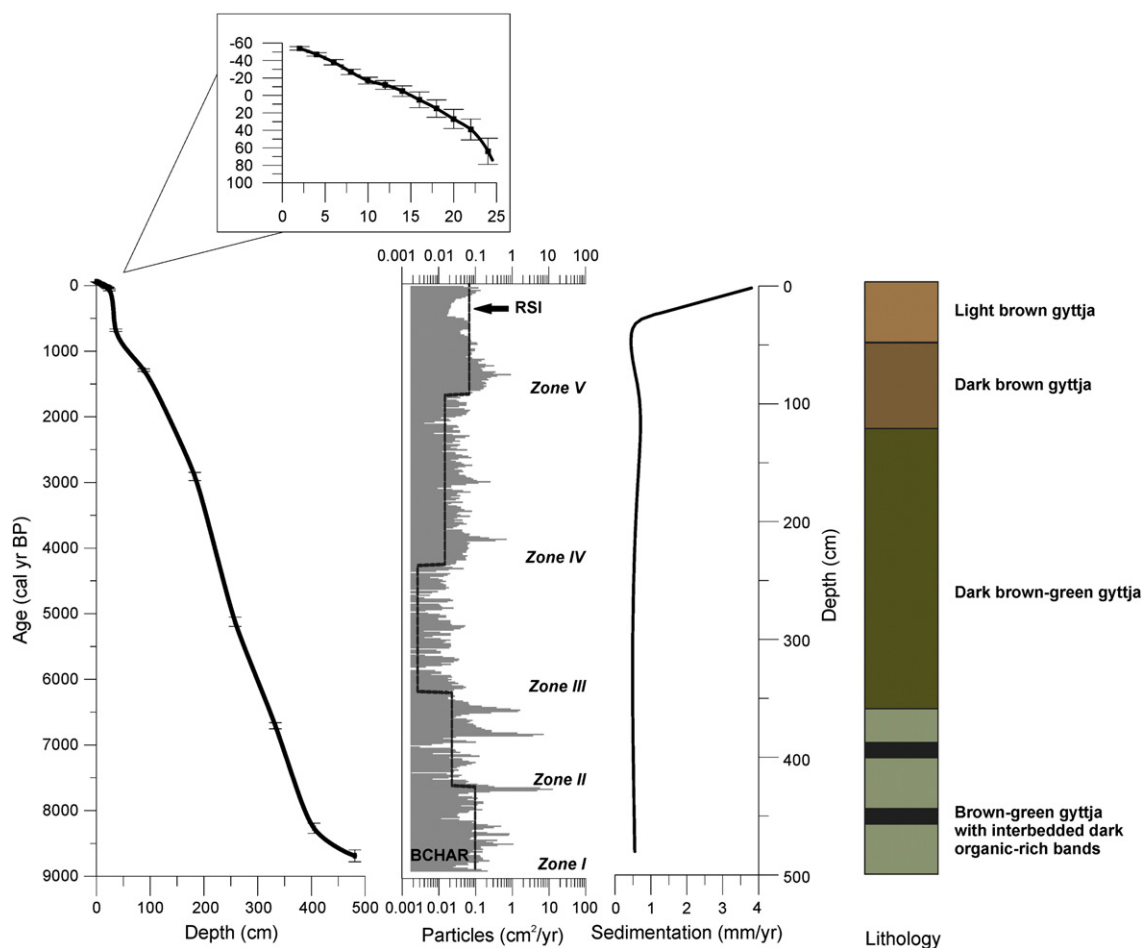 -60
-40
-20
0
20
40
60
80
100
0 5 10 15 20 25
0.001 0.01 0.1 1 10 100
0
1000
2000
3000
4000
5000
6000
7000
8000
9000
Age (cal yr BP)
0 100 200 300 400 500
Depth (cm)
RSI
Zone V
Zone IV
Zone III
Zone II
BCHAR
Zone I
0.001 0.01 0.1 1 10 100
Particles (cm²/yr)
0
100
200
300
400
500
Depth (cm)
0 1 2 3 4
Sedimentation (mm/yr)
Light brown gyttja
Dark brown gyttja
Dark brown-green gyttja
Brown-green gyttja
with interbedded dark
organic-rich bands
Lithology